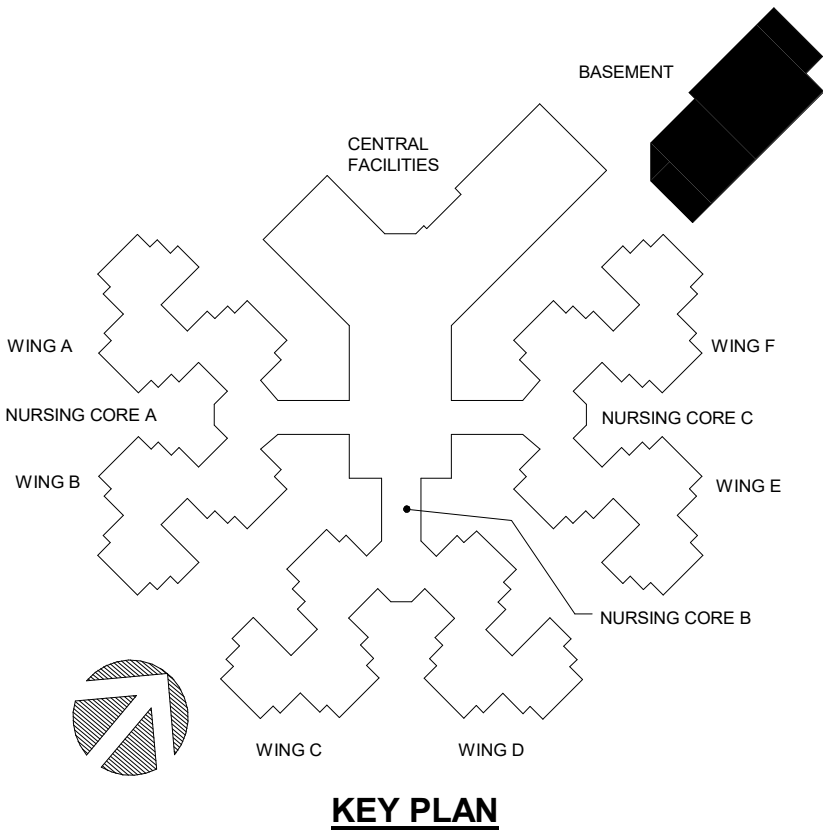 BASEMENT
CENTRAL
FACILITIES
WING A
WING F
NURSING CORE A
NURSING CORE C
WING B
WING E
NURSING CORE B
WING C
WING D
KEY PLAN